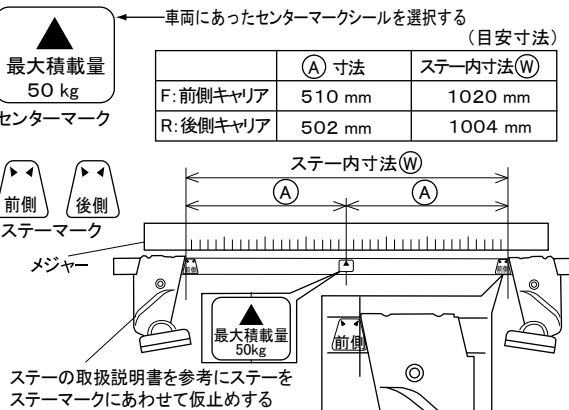 車両にあったセンターマークシールを選択する
最大積載量
50 kg
センターマーク
(目安寸法)
Ⓐ 寸法 ステー内寸法Ⓦ
F:前側キャリア 510 mm 1020 mm
R:後側キャリア 502 mm 1004 mm
前側 後側
ステーマーク
ステー内寸法Ⓦ
Ⓐ Ⓐ
メジャー
前側 前側
最大積載量
50kg
前側
ステーの取扱説明書を参考にステーを
ステーマークにあわせて仮止めする